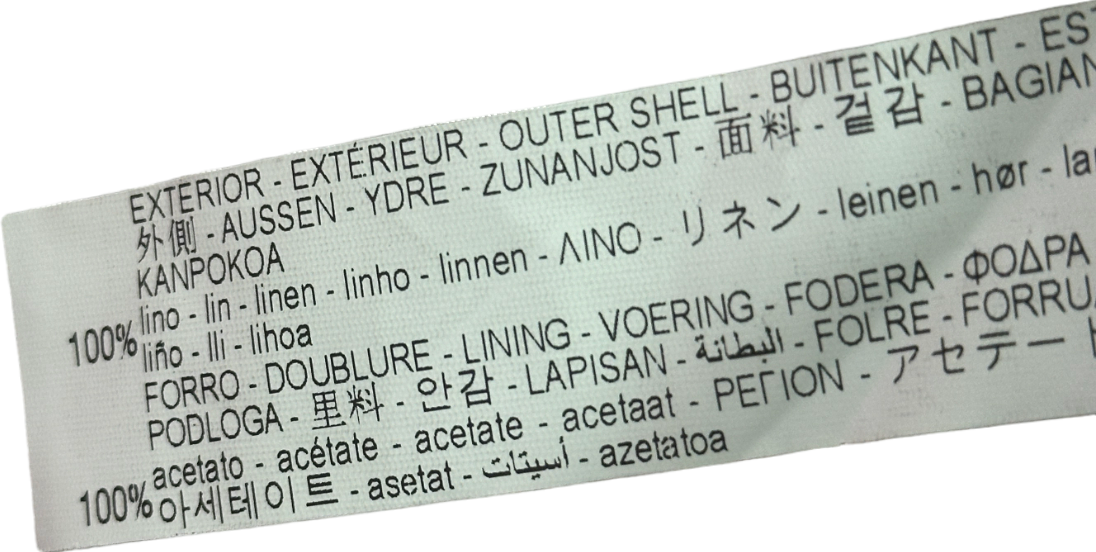 EXTERIOR - EXTÉRIEUR - OUTER SHELL - BUITENKANT - ES
外側 - AUSSEN - YDRE - ZUNANJOST - 面料 - 겉감 - BAGIAN
KANPOKOA
lino - lin - linen - linho - linnen - ΛΙΝΟ - リネン - leinen - hør - la
100% liño - lli - lihoa
FORRO - DOUBLURE - LINING - VOERING - FODERA - ΦΟΔΡΑ
PODLOGA - 里料 - 안감 - LAPISAN - البطانة - FOLRE - FORRU
acetato - acétate - acetate - acetaat - ΡΕΓΙΟΝ - アセテー
100% 아세테이트 - asetat - أسيتات - azetatoa